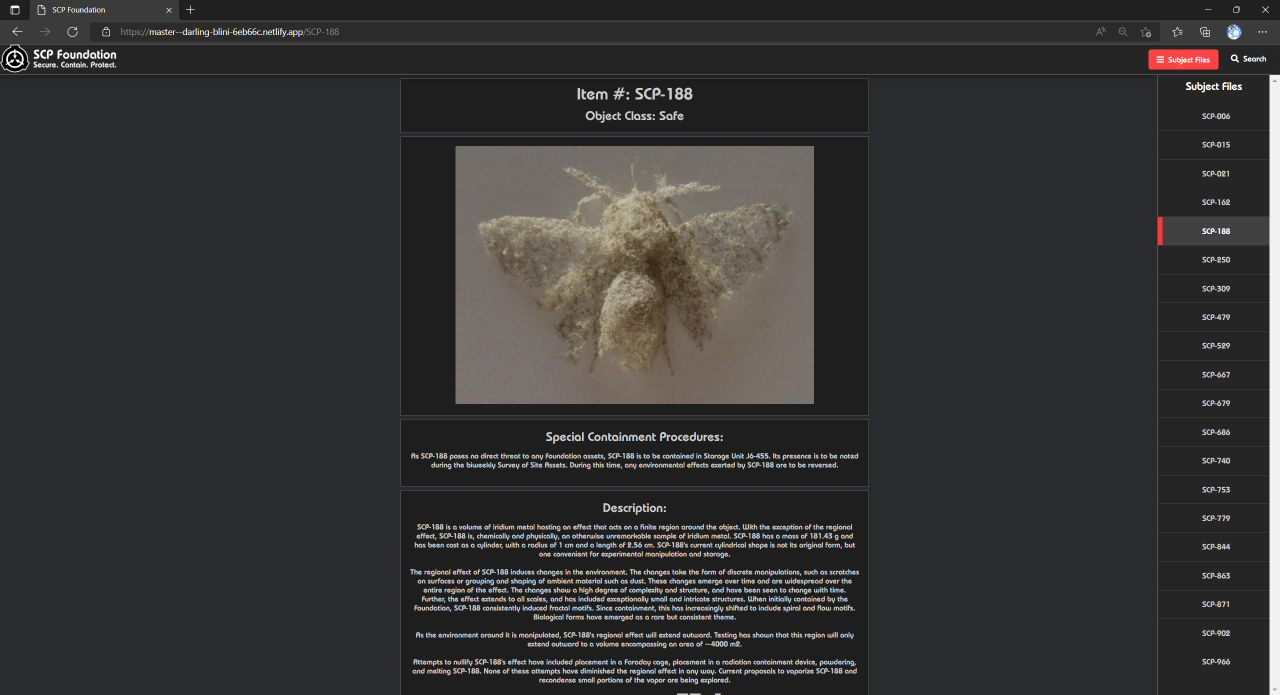 SCP Foundation
https://master--darling-blini-6eb66c.netlify.app/SCP-188
SCP Foundation
Secure. Contain. Protect.
Subject Files
Search
Item #: SCP-188
Object Class: Safe
Special Containment Procedures:
As SCP-188 poses no direct threat to any Foundation assets, SCP-188 is to be contained in Storage Unit J6-455. Its presence is to be noted
during the biweekly Survey of Site Assets. During this time, any environmental effects exerted by SCP-188 are to be reversed.
Description:
SCP-188 is a volume of iridium metal hosting an effect that acts on a finite region around the object. With the exception of the regional
effect, SCP-188 is, chemically and physically, an otherwise unremarkable sample of iridium metal. SCP-188 has a mass of 181.43 g and
has been cast as a cylinder, with a radius of 1 cm and a length of 2.56 cm. SCP-188's current cylindrical shape is not its original form, but
one convenient for experimental manipulation and storage.
The regional effect of SCP-188 induces changes in the environment. The changes take the form of discrete manipulations, such as scratches
on surfaces or grouping and shaping of ambient material such as dust. These changes emerge over time and are widespread over the
entire region of the effect. The changes show a high degree of complexity and structure, and have been seen to change with time.
Further, the effect extends to all scales, and has included exceptionally small and intricate structures. When initially contained by the
Foundation, SCP-188 consistently induced fractal motifs. Since containment, this has increasingly shifted to include spiral and flow motifs.
Biological forms have emerged as a rare but consistent theme.
As the environment around it is manipulated, SCP-188's regional effect will extend outward. Testing has shown that this region will only
extend outward to a volume encompassing an area of ~4000 m2.
Attempts to nullify SCP-188's effect have included placement in a faraday cage, placement in a radiation containment device, powdering,
and melting SCP-188. None of these attempts have diminished the regional effect in any way. Current proposals to vaporize SCP-188 and
recondense small portions of the vapor are being explored.
Subject Files
SCP-006
SCP-015
SCP-021
SCP-162
SCP-188
SCP-250
SCP-309
SCP-479
SCP-529
SCP-667
SCP-679
SCP-686
SCP-740
SCP-753
SCP-779
SCP-844
SCP-863
SCP-871
SCP-902
SCP-966